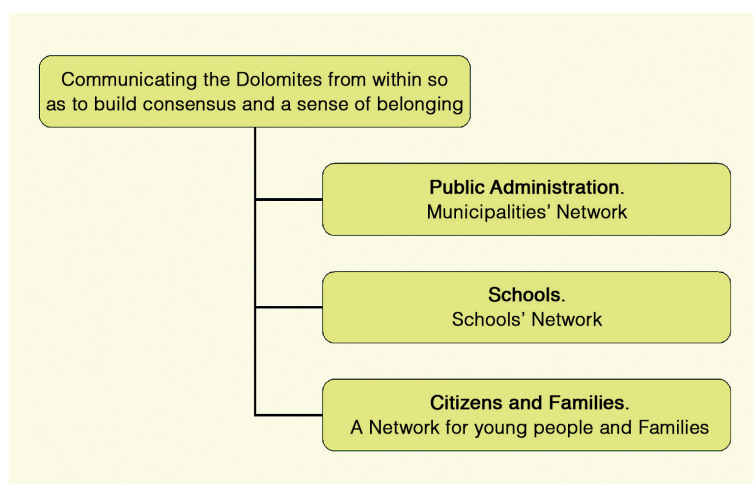 Communicating the Dolomites from within so
as to build consensus and a sense of belonging
Public Administration.
Municipalities’ Network
Schools.
Schools’ Network
Citizens and Families.
A Network for young people and Families